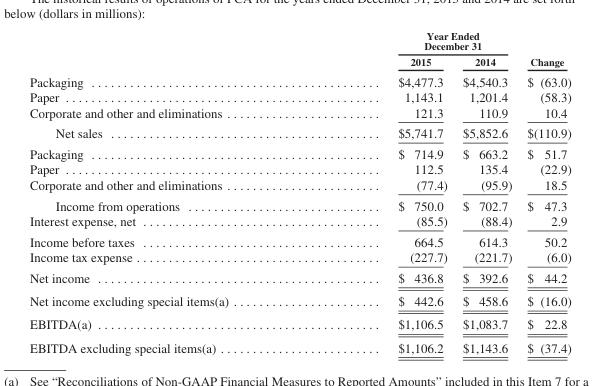 The historical results of operations of PCA for the years ended December 31, 2015 and 2014 are set forth
below (dollars in millions):
Year Ended
December 31
2015 2014 Change
Packaging . . . . . . . . . . . . . . . . . . . . . . . . . . . . . . . . . . . . . . . . . . . $4,477.3 $4,540.3 $ (63.0)
Paper . . . . . . . . . . . . . . . . . . . . . . . . . . . . . . . . . . . . . . . . . . . . . . 1,143.1 1,201.4 (58.3)
Corporate and other and eliminations . . . . . . . . . . . . . . . . . . . . . . 121.3 110.9 10.4
Net sales . . . . . . . . . . . . . . . . . . . . . . . . . . . . . . . . . . . . . . . $5,741.7 $5,852.6 $(110.9)
Packaging . . . . . . . . . . . . . . . . . . . . . . . . . . . . . . . . . . . . . . . . . . . $ 714.9 $ 663.2 $ 51.7
Paper . . . . . . . . . . . . . . . . . . . . . . . . . . . . . . . . . . . . . . . . . . . . . . 112.5 135.4 (22.9)
Corporate and other and eliminations . . . . . . . . . . . . . . . . . . . . . . (77.4) (95.9) 18.5
Income from operations . . . . . . . . . . . . . . . . . . . . . . . . . . . . $ 750.0 $ 702.7 $ 47.3
Interest expense, net . . . . . . . . . . . . . . . . . . . . . . . . . . . . . . . . . . (85.5) (88.4) 2.9
Income before taxes . . . . . . . . . . . . . . . . . . . . . . . . . . . . . . . . . . 664.5 614.3 50.2
Income tax expense . . . . . . . . . . . . . . . . . . . . . . . . . . . . . . . . . . . (227.7) (221.7) (6.0)
Net income . . . . . . . . . . . . . . . . . . . . . . . . . . . . . . . . . . . . . . . . . $ 436.8 $ 392.6 $ 44.2
Net income excluding special items(a) . . . . . . . . . . . . . . . . . . . . . $ 442.6 $ 458.6 $ (16.0)
EBITDA(a) . . . . . . . . . . . . . . . . . . . . . . . . . . . . . . . . . . . . . . . . . . $1,106.5 $1,083.7 $ 22.8
EBITDA excluding special items(a) . . . . . . . . . . . . . . . . . . . . . . . . $1,106.2 $1,143.6 $ (37.4)
(a) See “Reconciliations of Non-GAAP Financial Measures to Reported Amounts” included in this Item 7 for a